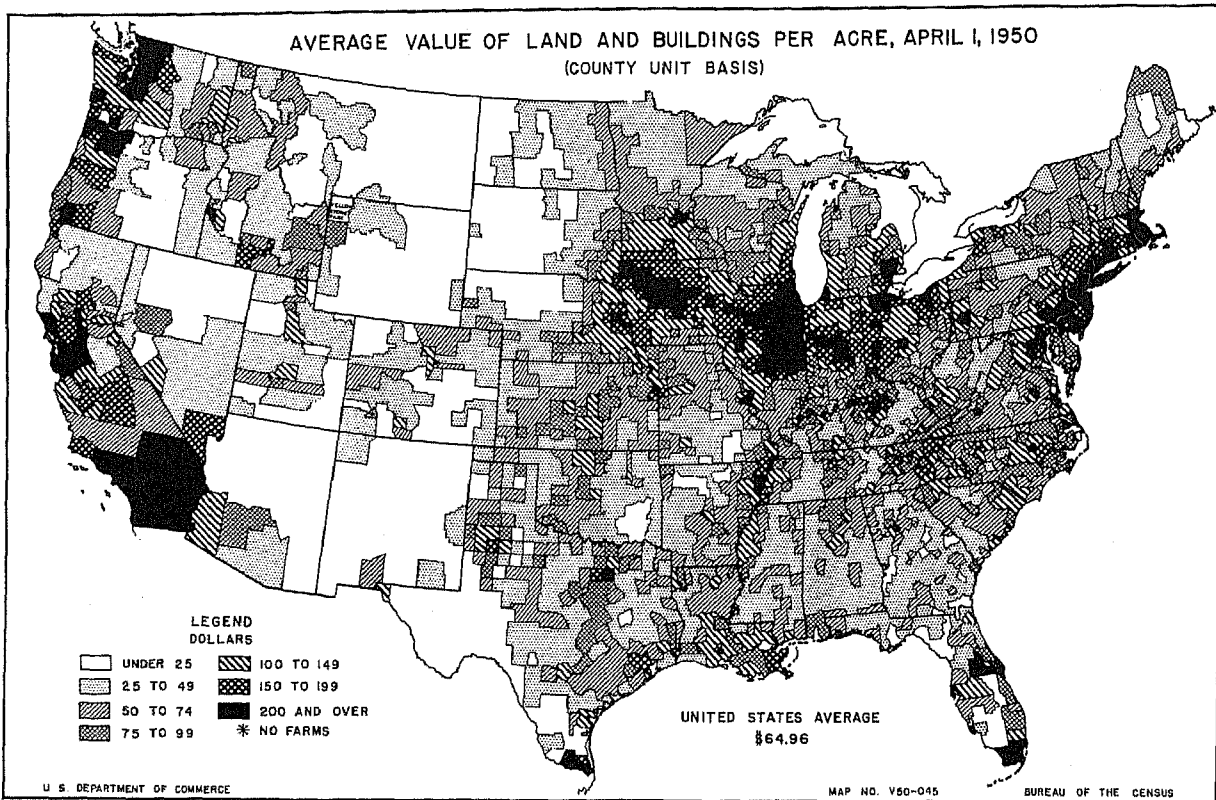 AVERAGE VALUE OF LAND AND BUILDINGS PER ACRE, APRIL 1, 1950
(COUNTY UNIT BASIS)
LEGEND
DOLLARS
UNDER 25
25 TO 49
50 TO 74
75 TO 99
100 TO 149
150 TO 199
200 AND OVER
* NO FARMS
UNITED STATES AVERAGE
$64.96
U S. DEPARTMENT OF COMMERCE
MAP NO. V50-045
BUREAU OF THE CENSUS